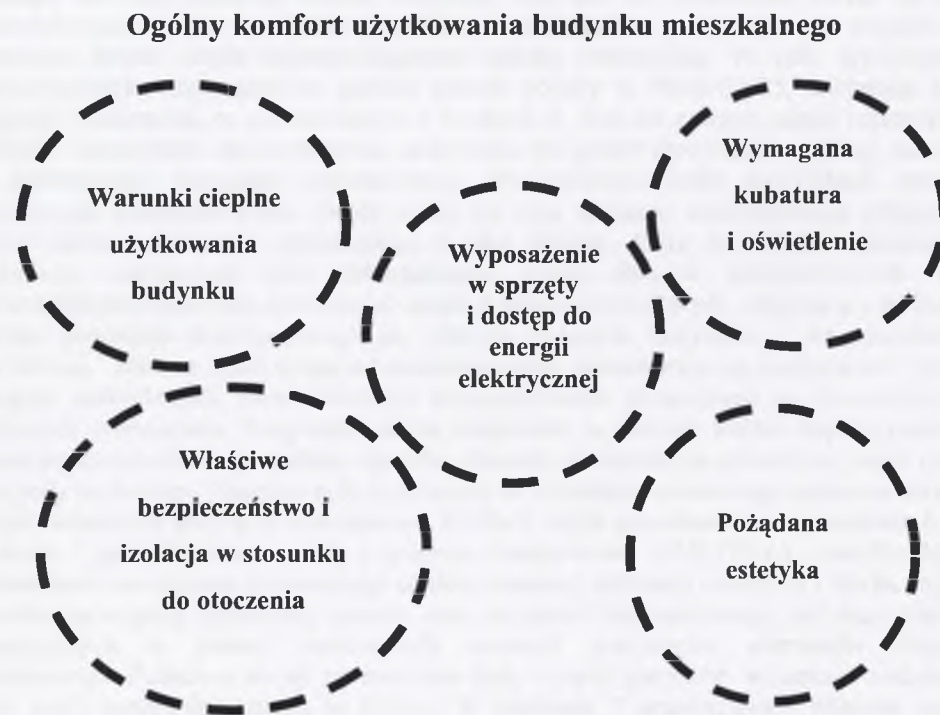 Ogólny komfort użytkowania budynku mieszkalnego
Warunki cieplne
użytkowania
budynku
Wyposażenie
w sprzęty
i dostęp do
energii
elektrycznej
Wymagana
kubatura
i oświetlenie
Właściwe
bezpieczeństwo i
izolacja w stosunku
do otoczenia
Pożądana
estetyka